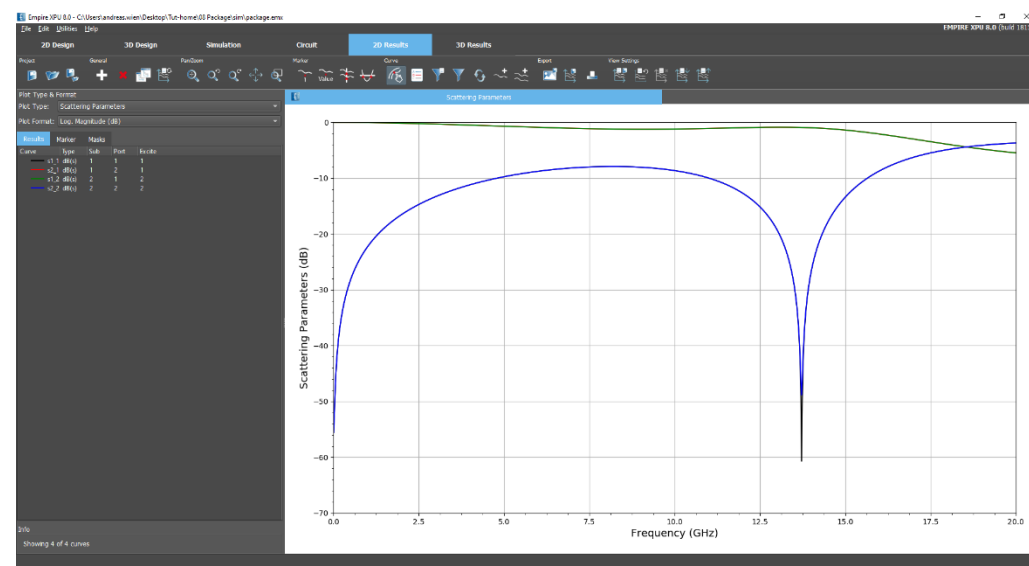 Empire XPU 8.0 - C:\Users\andreas.wien\Desktop\Tut-home\08 Package\sim\package.emx
File Edit Utilities Help
EMPIRE XPU 8.0 (build 181
2D Design 3D Design Simulation Circuit 2D Results 3D Results
Project General Pan/Zoom Marker Curve Export View Settings
Value
Plot Type & Format
Plot Type: Scattering Parameters
Plot Format: Log. Magnitude (dB)
Results Marker Masks
Curve Type Sub Port Excite
s1_1 dB(s) 1 1 1
s2_1 dB(s) 1 2 1
s1_2 dB(s) 2 1 2
s2_2 dB(s) 2 2 2
Info
Showing 4 of 4 curves
Scattering Parameters
Scattering Parameters (dB)
0
−10
−20
−30
−40
−50
−60
−70
0.0 2.5 5.0 7.5 10.0 12.5 15.0 17.5 20.0
Frequency (GHz)